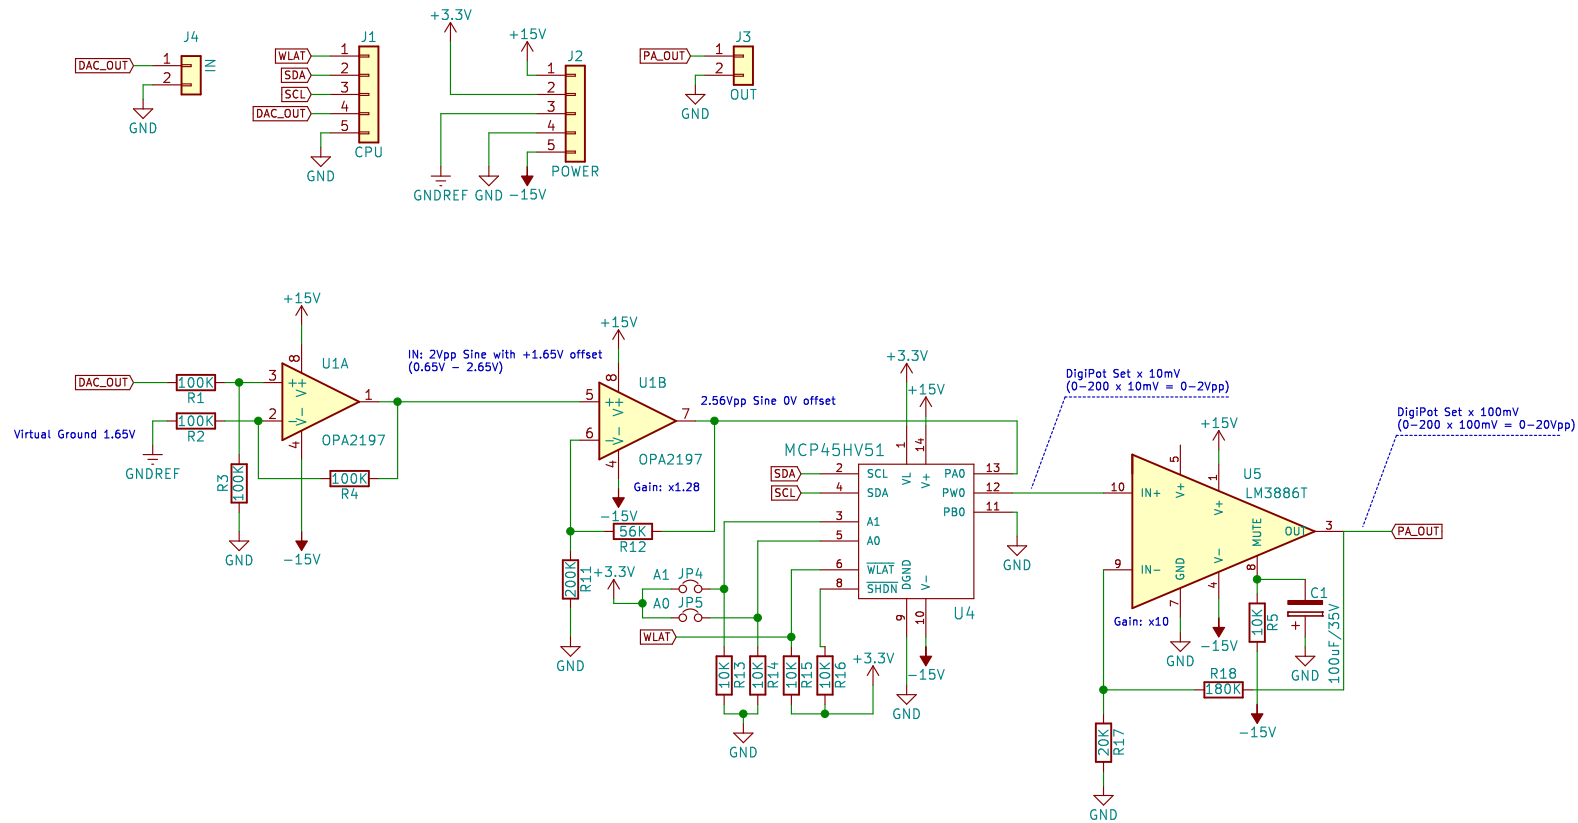 +3.3V
+15V
J4
DAC_OUT
1
2
IN
GND
J1
WLAT
1
SDA
2
SCL
3
DAC_OUT
4
5
CPU
GND
J2
1
2
3
4
5
POWER
GNDREF
GND
-15V
J3
PA_OUT
1
2
OUT
GND
+15V
DAC_OUT
100K
R1
3
8
U1A
++
V+
1
100K
R2
2
V-
4
OPA2197
Virtual Ground 1.65V
GNDREF
R3
100K
100K
R4
GND
-15V
IN: 2Vpp Sine with +1.65V offset
(0.65V - 2.65V)
+15V
8
U1B
5
++
V+
7
6
V-
4
OPA2197
2.56Vpp Sine 0V offset
Gain: x1.28
-15V
56K
R12
200K
R11
GND
+3.3V
A1
JP4
A0
JP5
WLAT
10K
R13
10K
R14
10K
R15
10K
R16
+3.3V
GND
+3.3V
+15V
MCP45HV51
1
14
SDA
2
SCL
VL
V+
PA0
13
SCL
4
SDA
PW0
12
PB0
11
3
A1
5
A0
6
WLAT
8
SHDN
DGND
V-
9
10
U4
GND
-15V
GND
DigiPot Set x 10mV
(0-200 x 10mV = 0-2Vpp)
DigiPot Set x 100mV
(0-200 x 100mV = 0-20Vpp)
+15V
5
1
U5
LM3886T
10
IN+
V+
V+
MUTE
OUT
3
PA_OUT
9
IN-
GND
V-
8
7
4
Gain: x10
GND
-15V
10K
R5
C1
+
100uF/35V
GND
R18
180K
-15V
20K
R17
GND